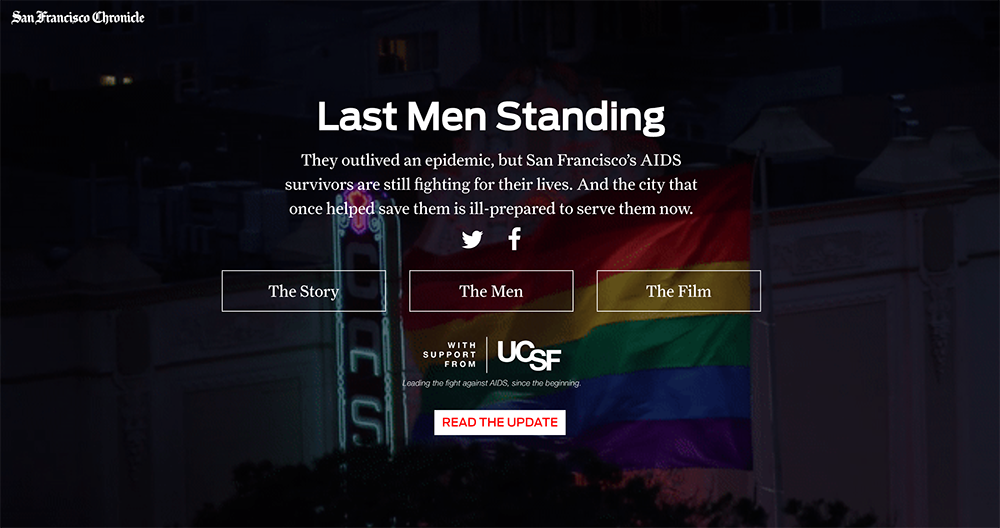 San Francisco Chronicle
Last Men Standing
They outlived an epidemic, but San Francisco’s AIDS
survivors are still fighting for their lives. And the city that
once helped save them is ill-prepared to serve them now.
The Story
The Men
The Film
WITH
SUPPORT
FROM
UCSF
Leading the fight against AIDS, since the beginning.
READ THE UPDATE
CAS